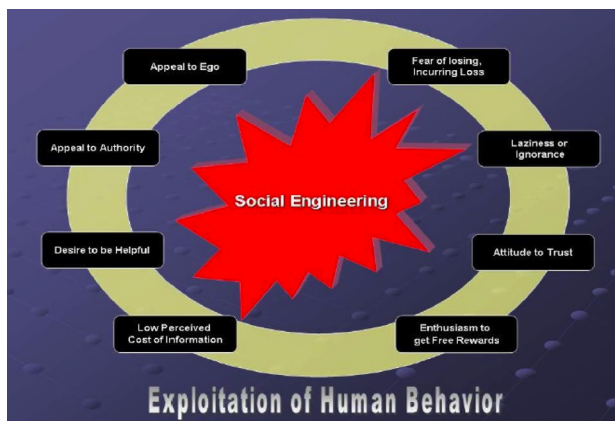 Appeal to Ego
Fear of losing,
Incurring Loss
Appeal to Authority
Laziness or
Ignorance
Social Engineering
Desire to be Helpful
Attitude to Trust
Low Perceived
Cost of Information
Enthusiasm to
get Free Rewards
Exploitation of Human Behavior